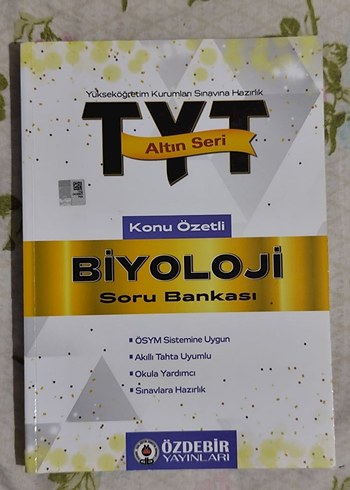 Yükseköğretim Kurumları Sınavına Hazırlık
TYT
Altın Seri
Konu Özetli
BİYOLOJİ
Soru Bankası
ÖSYM Sistemine Uygun
Akıllı Tahta Uyumlu
Okula Yardımcı
Sınavlara Hazırlık
ÖZDEBİR
YAYINLARI